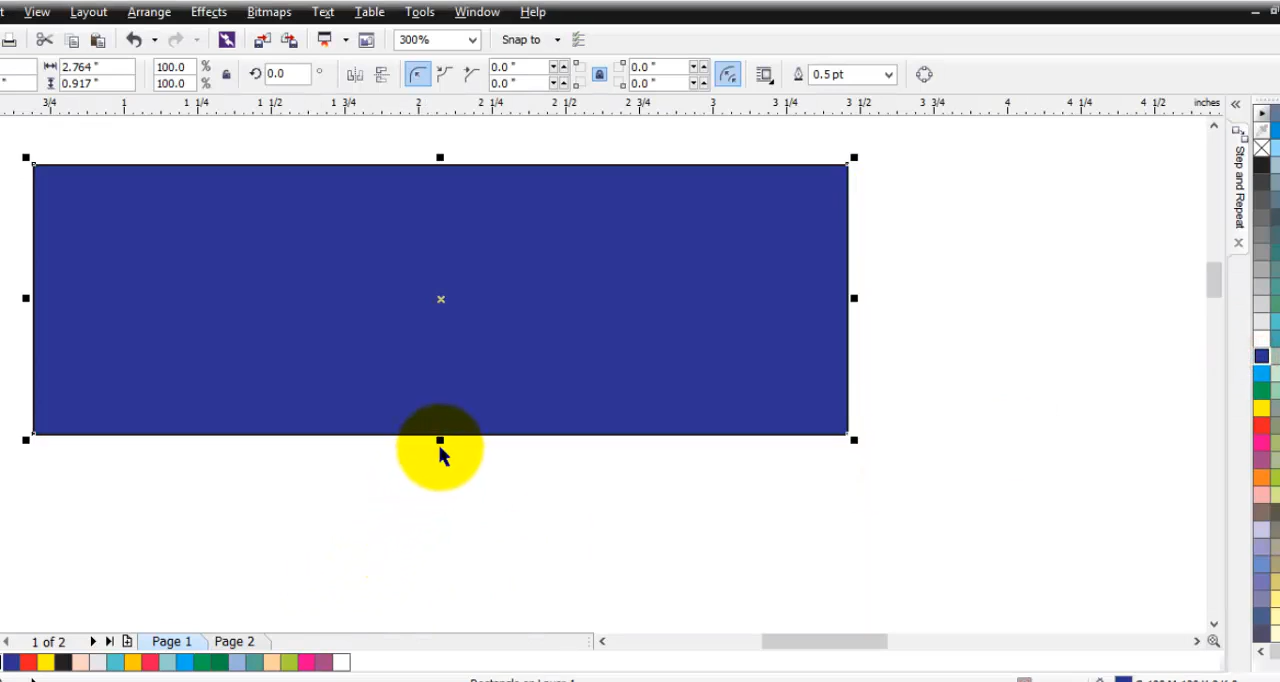 t View Layout Arrange Effects Bitmaps Text Table Tools Window Help
300% Snap to
" 2.764 " 100.0 % 0.0 ° 0.0 " 0.0 " 0.5 pt
" 0.917 " 100.0 % 0.0 " 0.0 "
3/4 1 1 1/4 1 1/2 1 3/4 2 2 1/4 2 1/2 2 3/4 3 3 1/4 3 1/2 3 3/4 4 4 1/4 4 1/2 inches
Step and Repeat
1 of 2 Page 1 Page 2